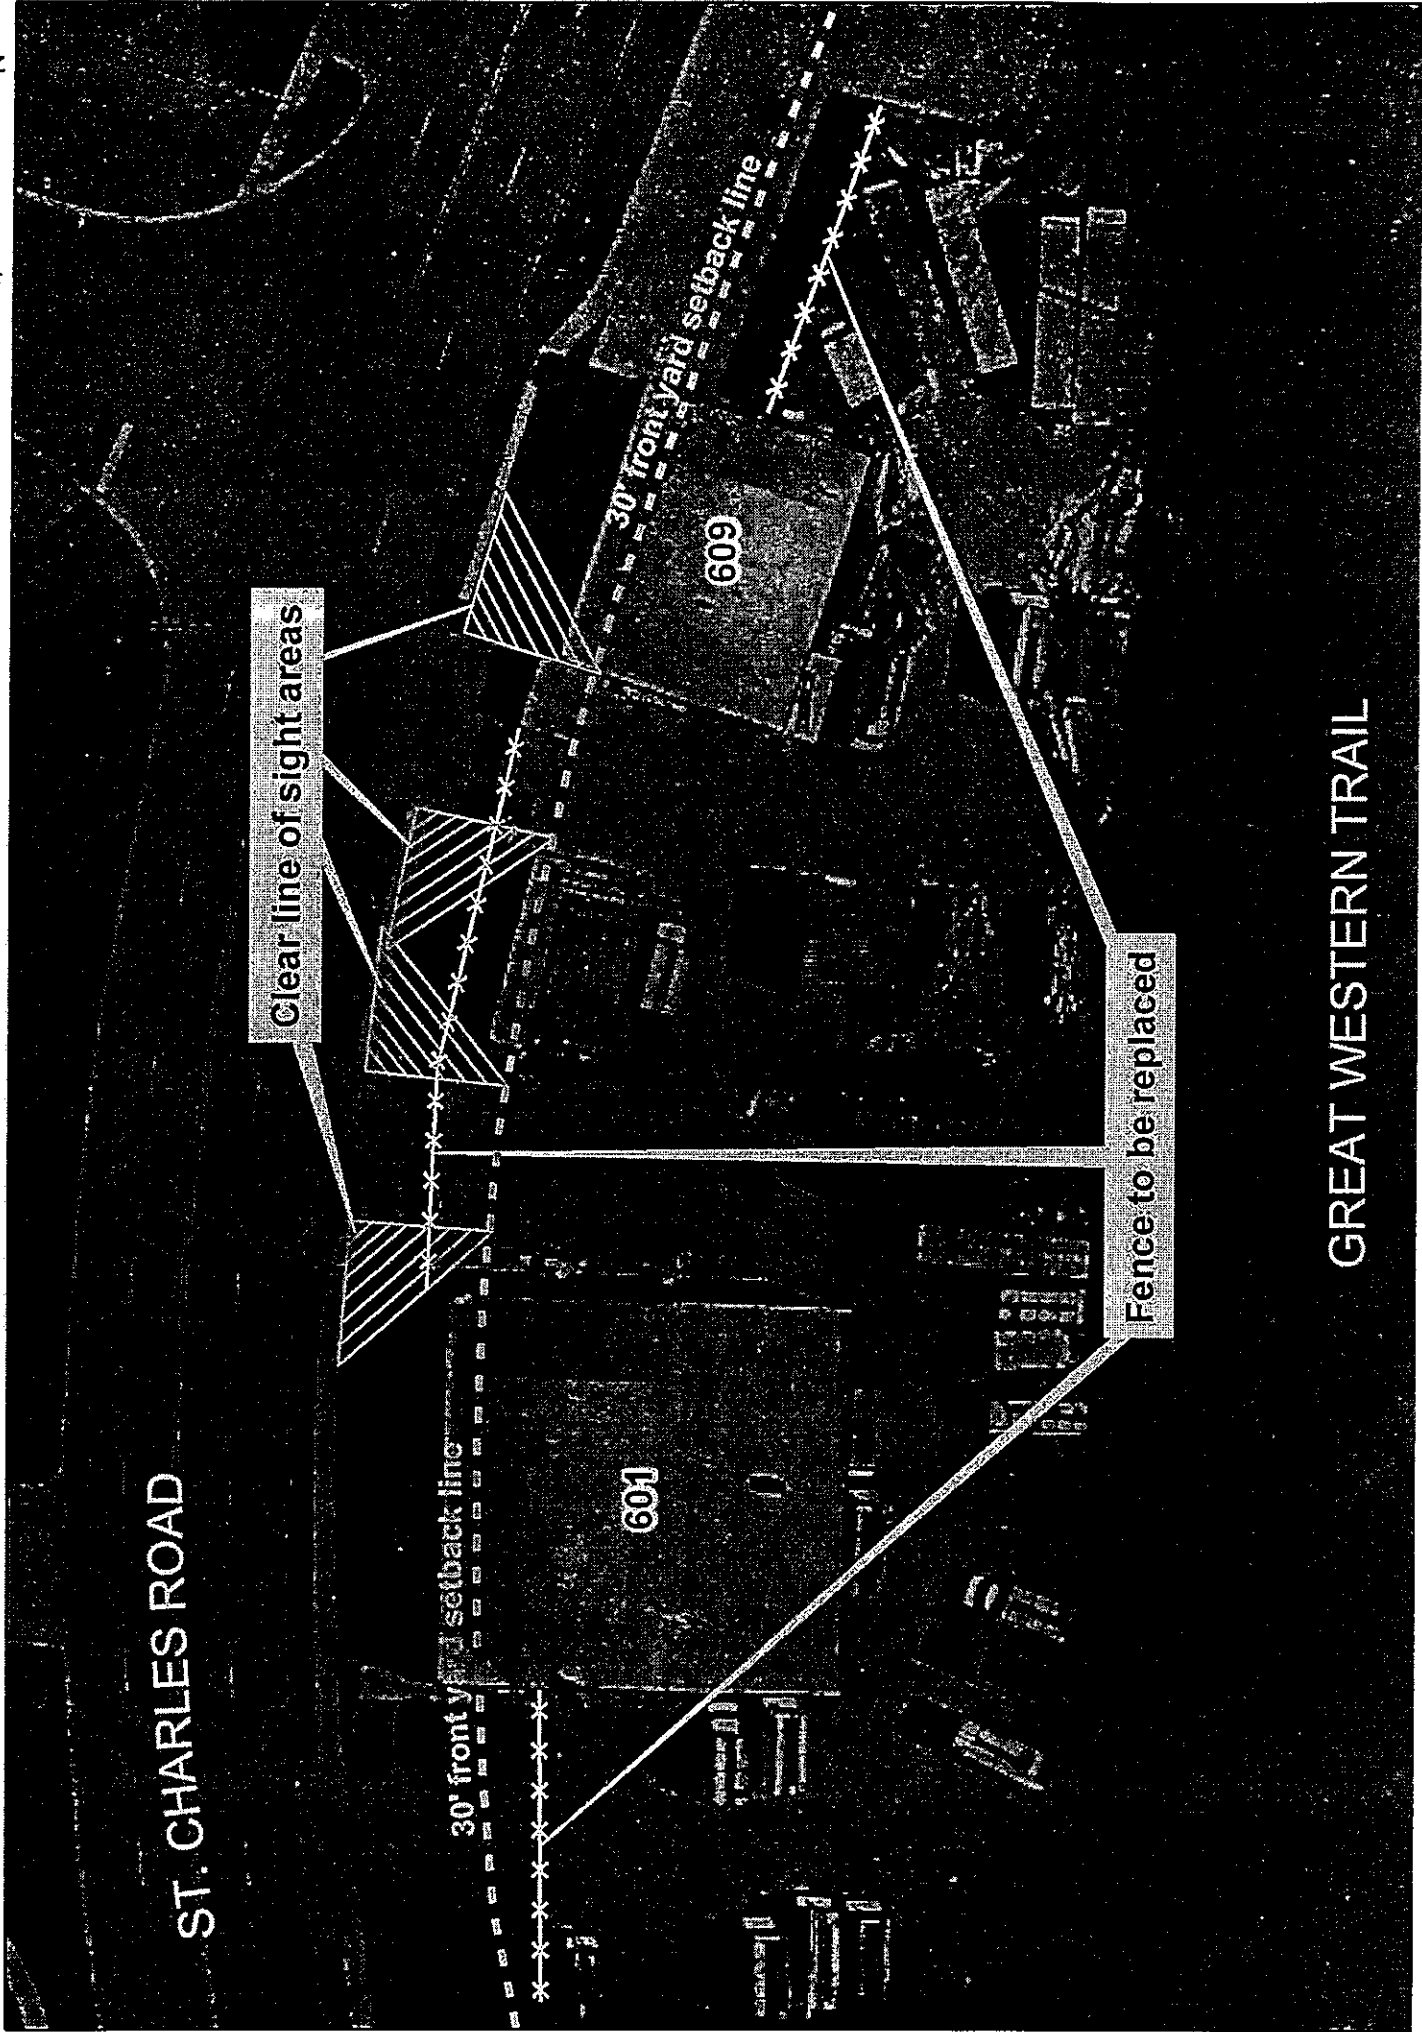 ST. CHARLES ROAD
Clear line of sight areas
30' front yard setback line
30' front yard setback line
601
609
Fence to be replaced
GREAT WESTERN TRAIL